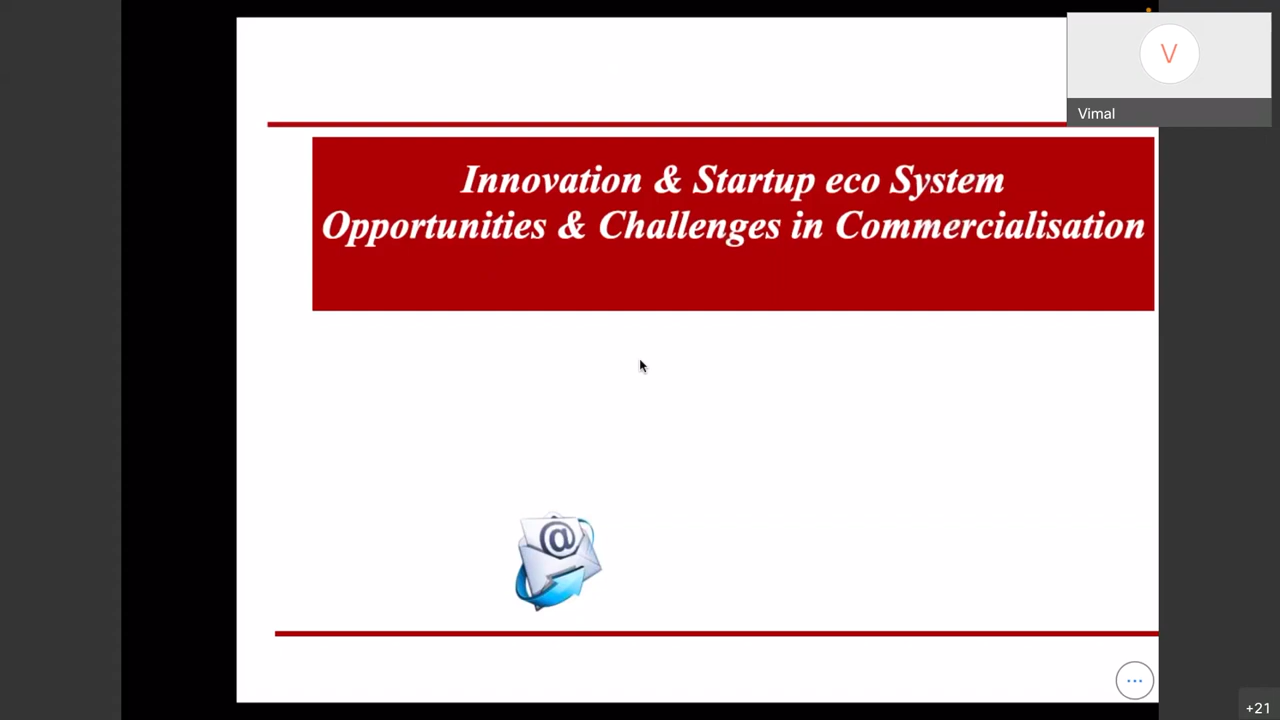 V
Vimal
Innovation & Startup eco System
Opportunities & Challenges in Commercialisation
@
+21